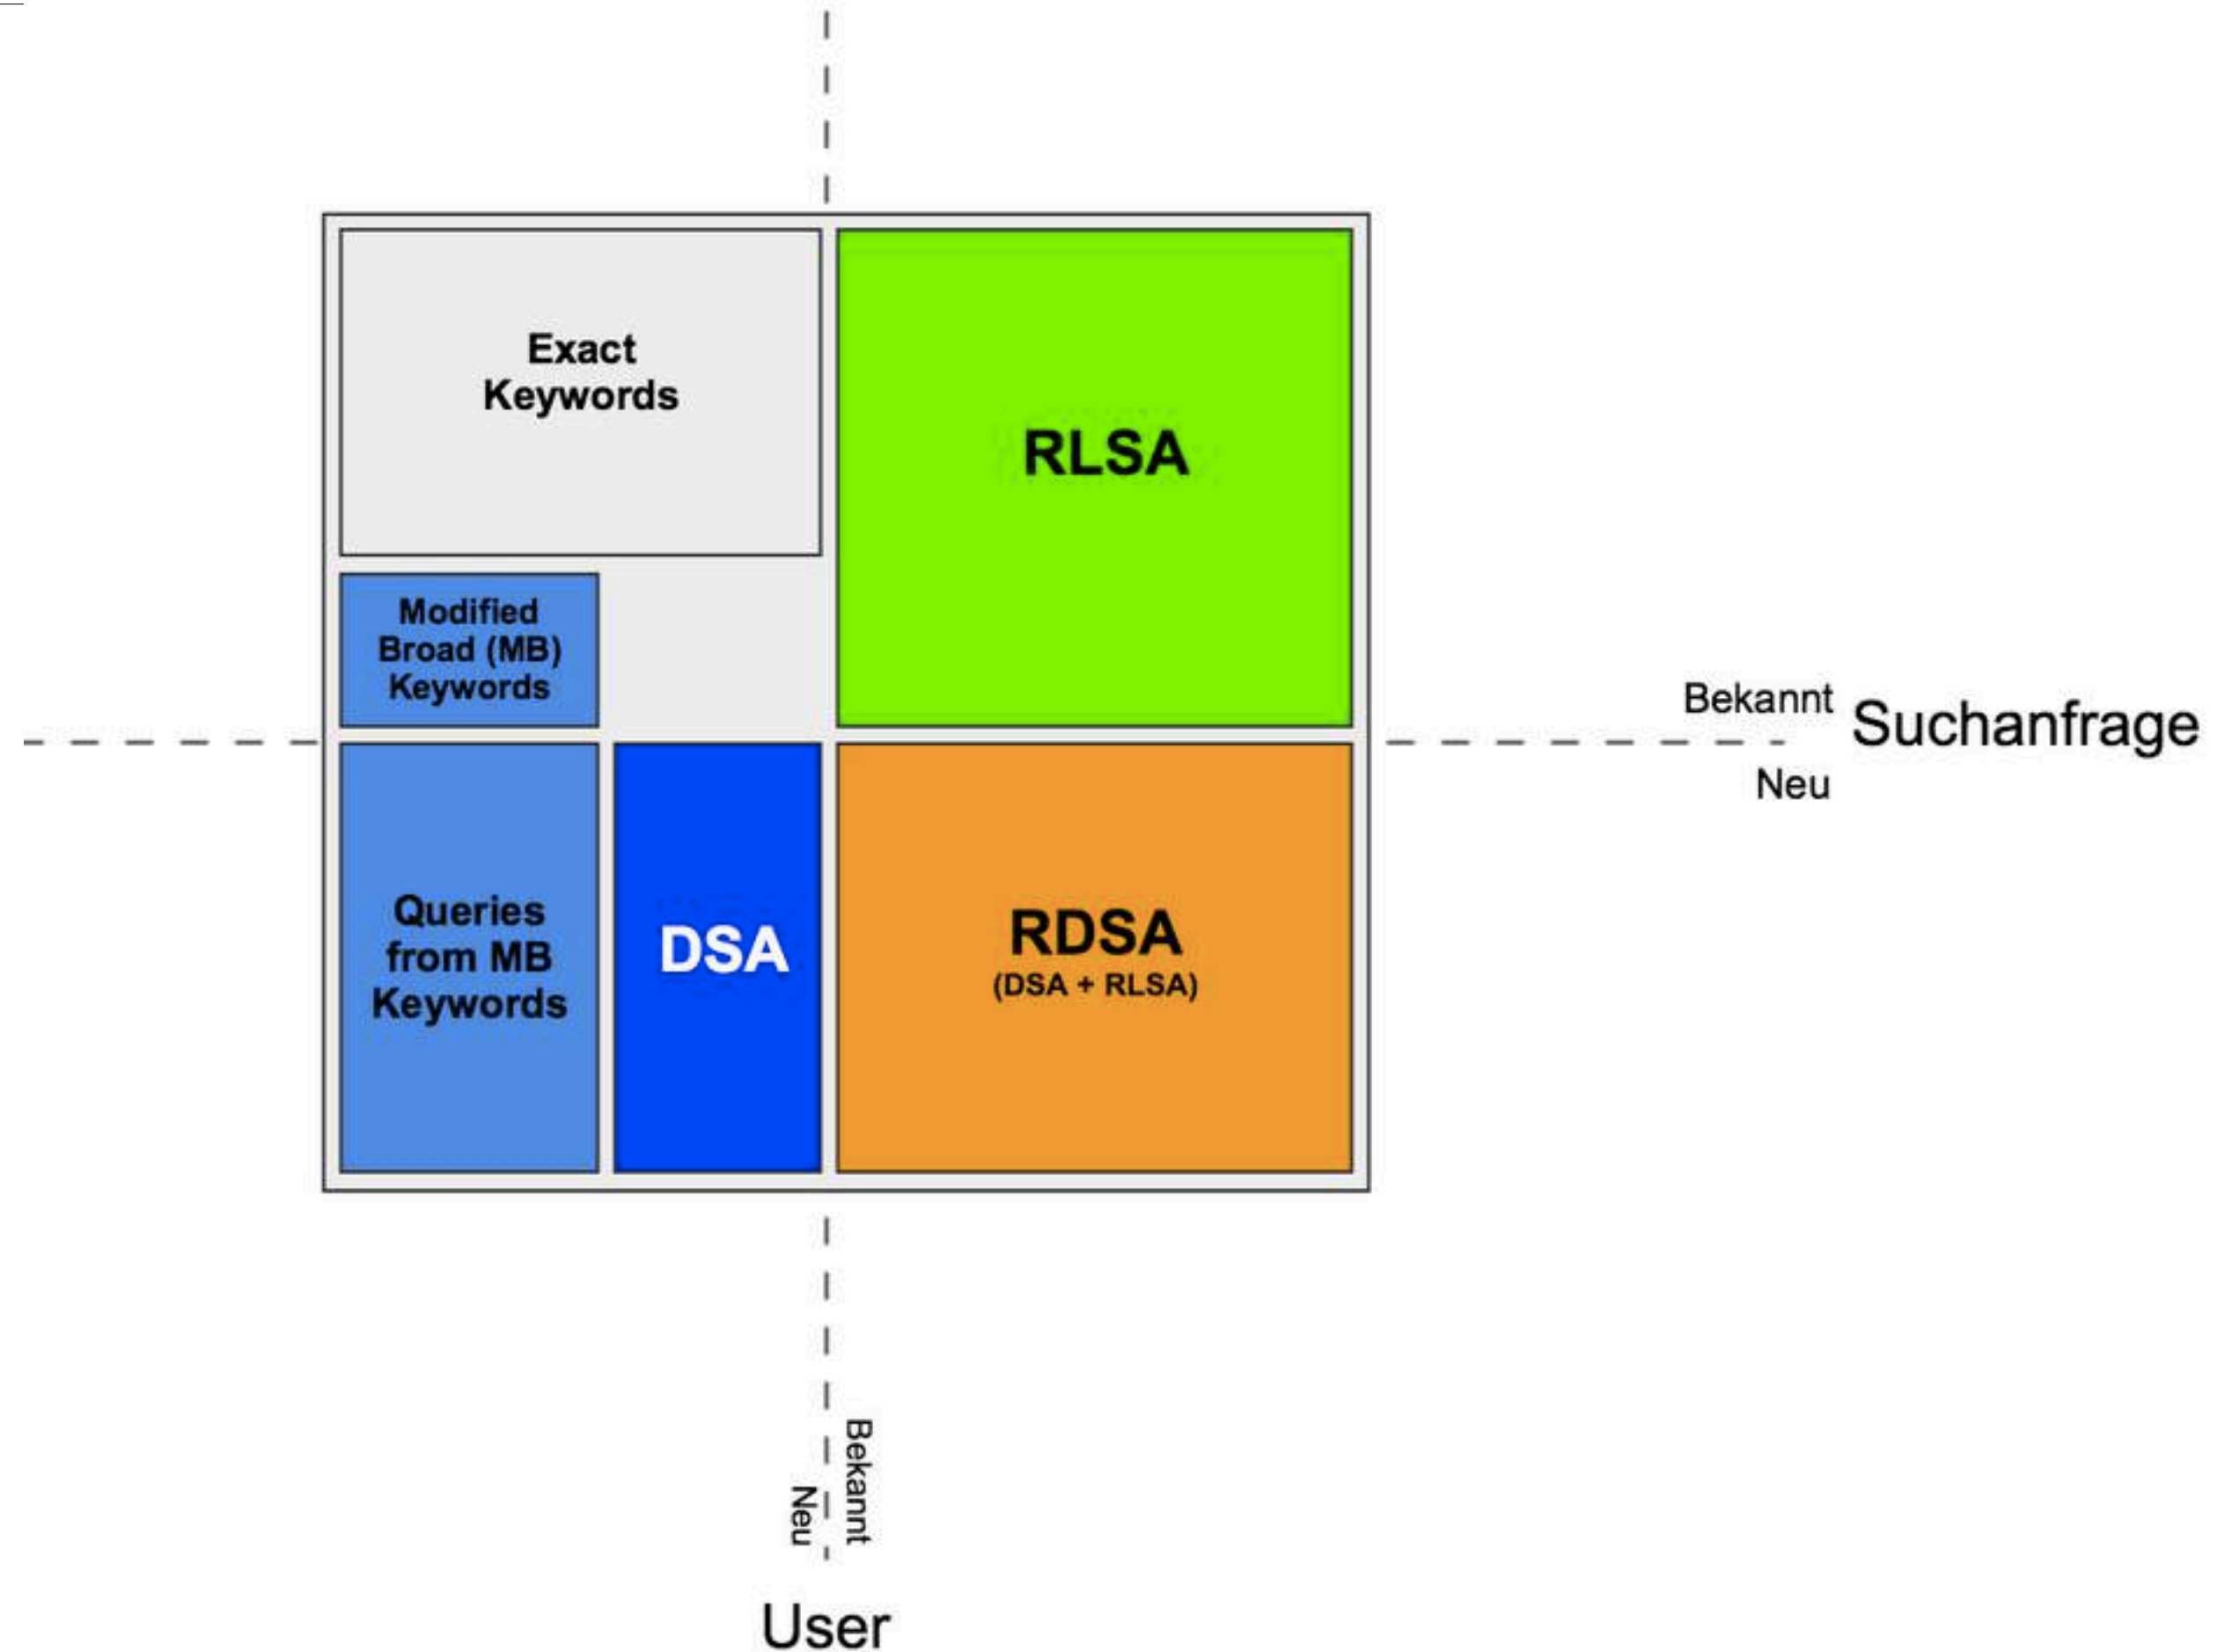 Exact
Keywords
RLSA
Modified
Broad (MB)
Keywords
Bekannt
Suchanfrage
Neu
Queries
from MB
Keywords
DSA
RDSA
(DSA + RLSA)
Bekannt
Neu
User